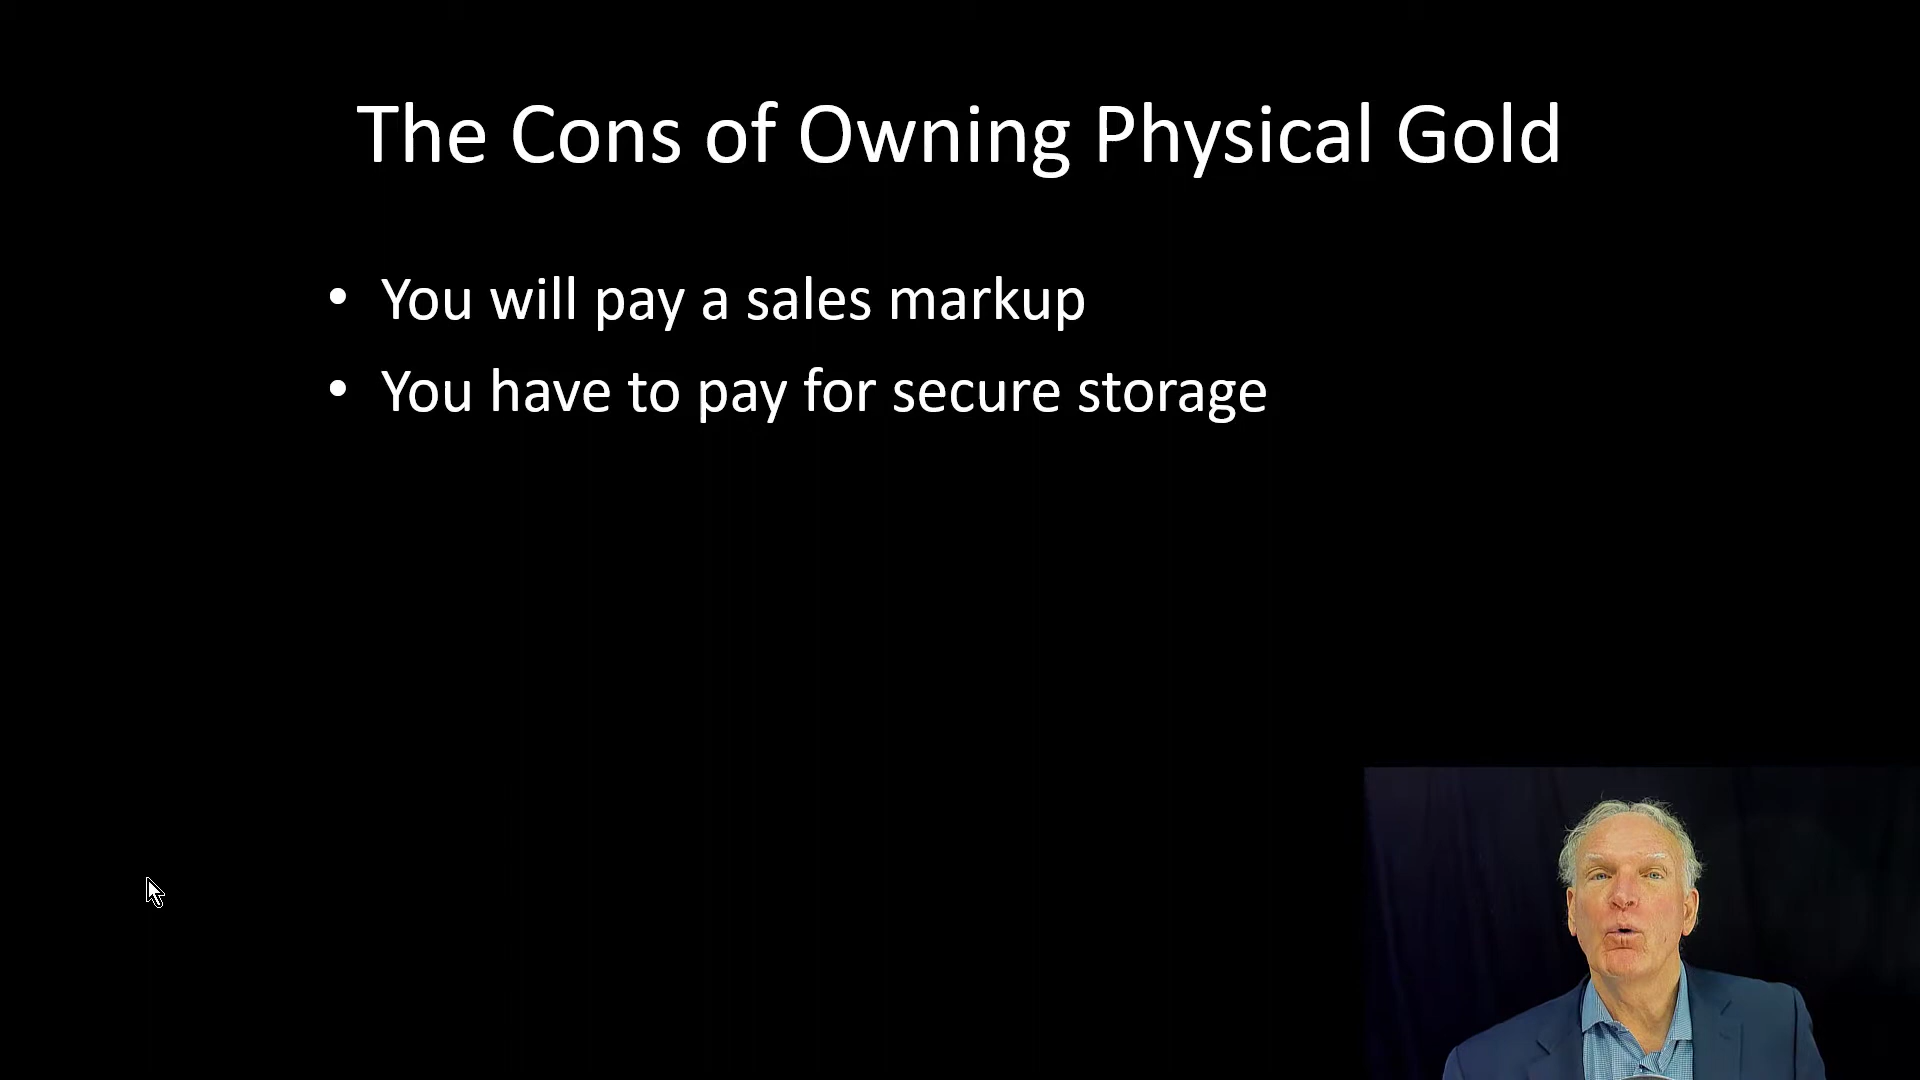 The Cons of Owning Physical Gold
• You will pay a sales markup
• You have to pay for secure storage